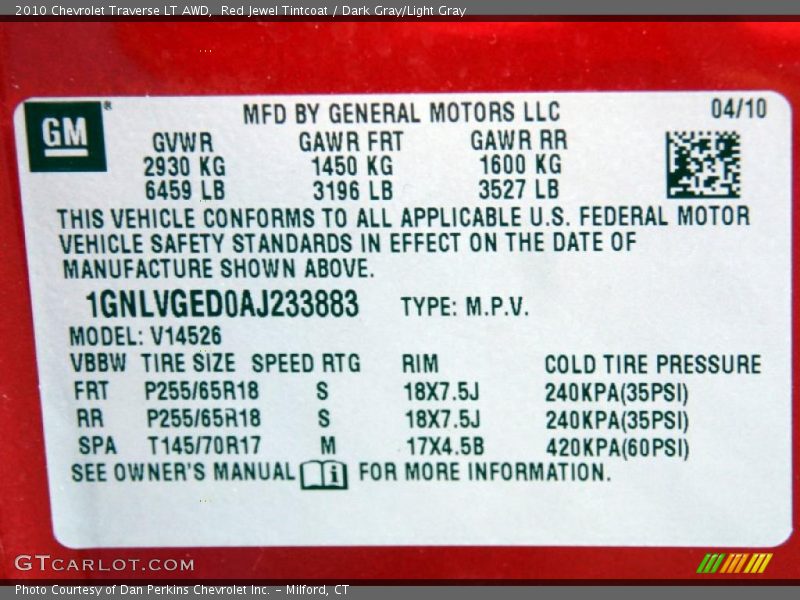 2010 Chevrolet Traverse LT AWD,  Red Jewel Tintcoat / Dark Gray/Light Gray
GM®
MFD BY GENERAL MOTORS LLC 04/10
GVWR GAWR FRT GAWR RR
2930 KG 1450 KG 1600 KG
6459 LB 3196 LB 3527 LB
THIS VEHICLE CONFORMS TO ALL APPLICABLE U.S. FEDERAL MOTOR
VEHICLE SAFETY STANDARDS IN EFFECT ON THE DATE OF
MANUFACTURE SHOWN ABOVE.
1GNLVGED0AJ233883 TYPE: M.P.V.
MODEL: V14526
VBBW TIRE SIZE SPEED RTG RIM COLD TIRE PRESSURE
FRT P255/65R18 S 18X7.5J 240KPA(35PSI)
RR P255/65R18 S 18X7.5J 240KPA(35PSI)
SPA T145/70R17 M 17X4.5B 420KPA(60PSI)
SEE OWNER'S MANUAL i FOR MORE INFORMATION.
GTCARLOT.COM
Photo Courtesy of Dan Perkins Chevrolet Inc. - Milford, CT